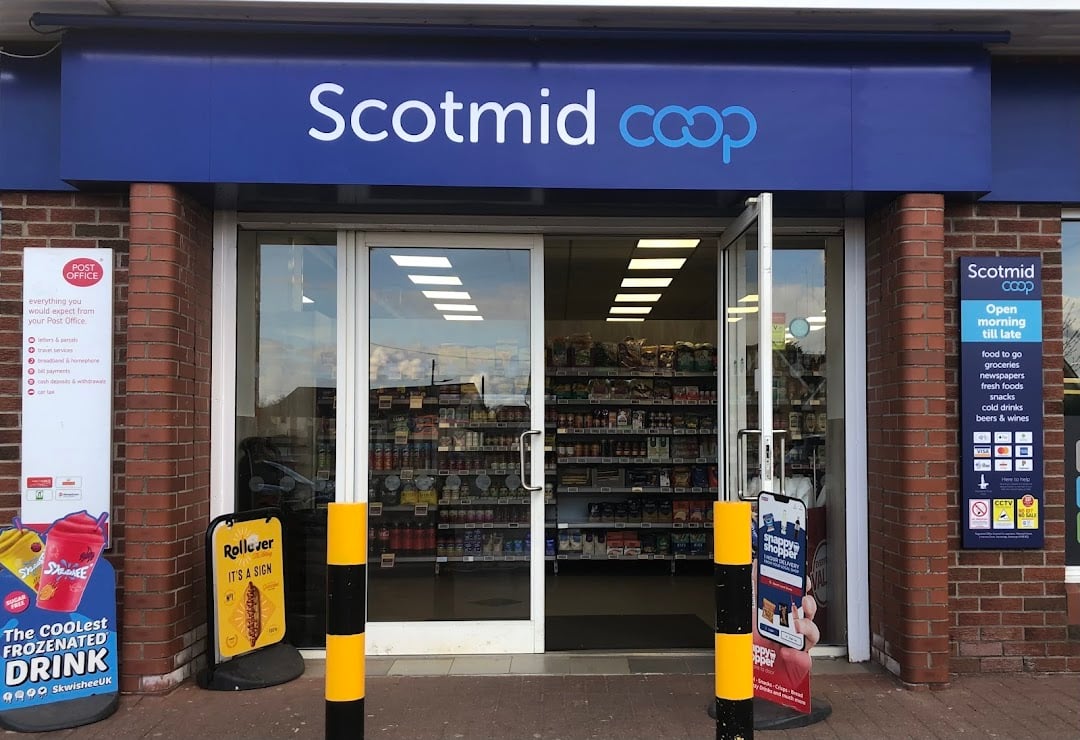 Scotmid coop
POST
OFFICE
everything you
would expect from
your Post Office.
letters & parcels
travel services
broadband & homephone
bill payments
cash deposits & withdrawals
car tax
SUGAR
FREE
The COOLest
FROZENATED
DRINK
SkwisheeUK
Rollover
IT'S A SIGN
snappy
shopper
snappy
shopper
Scotmid
coop
Open
morning
till late
food to go
groceries
newspapers
fresh foods
snacks
cold drinks
beers & wines
VISA
Here to help
CCTV